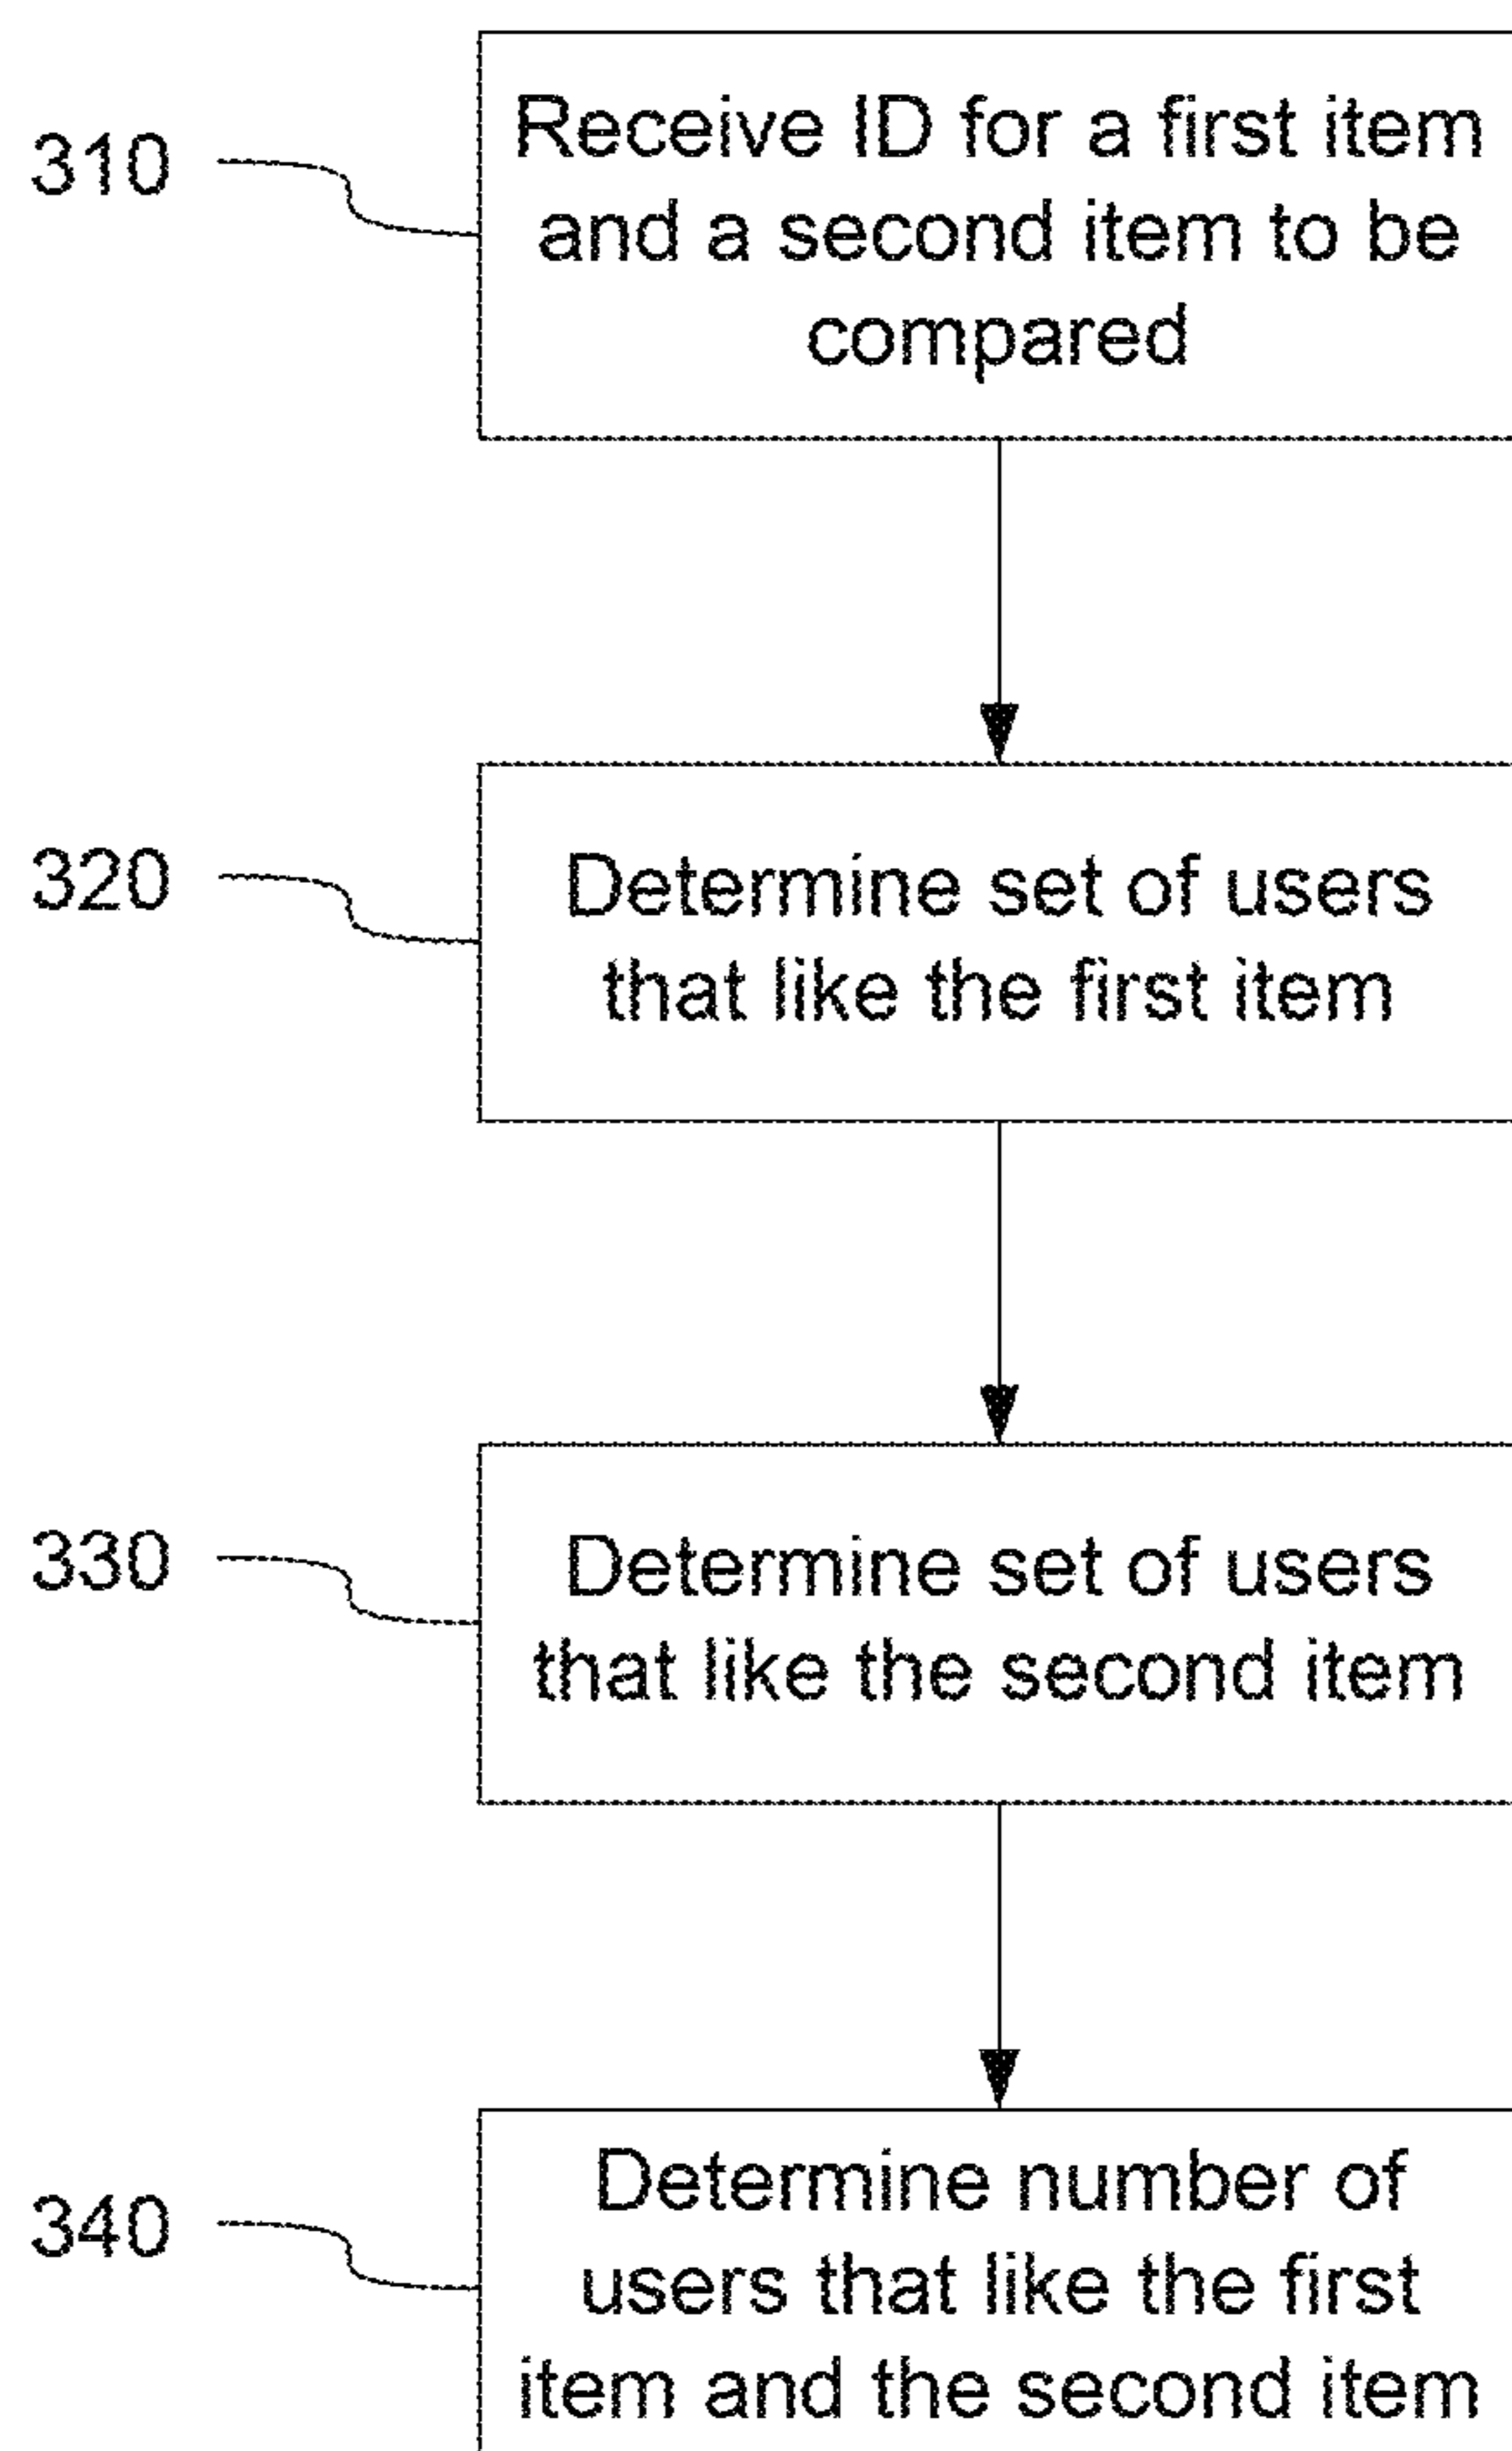 310
Receive ID for a first item
and a second item to be
compared
320
Determine set of users
that like the first item
330
Determine set of users
that like the second item
340
Determine number of
users that like the first
item and the second item